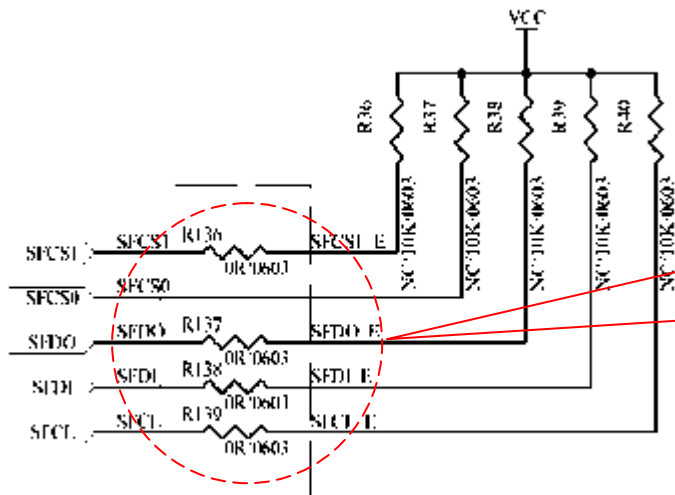 VCC
R36
R37
R38
R39
R40
NC/10K/0603
NC/10K/0603
NC/10K/0603
NC/10K/0603
NC/10K/0603
SFCS1
SFCS1
R136
0R/0603
SFCS1_E
SFCS0
SFCS0
SFDO
SFDO
R137
0R/0603
SFDO_E
SFDI
SFDI
R138
0R/0603
SFDI_E
SFCL
SFCL
R139
0R/0603
SFCL_E